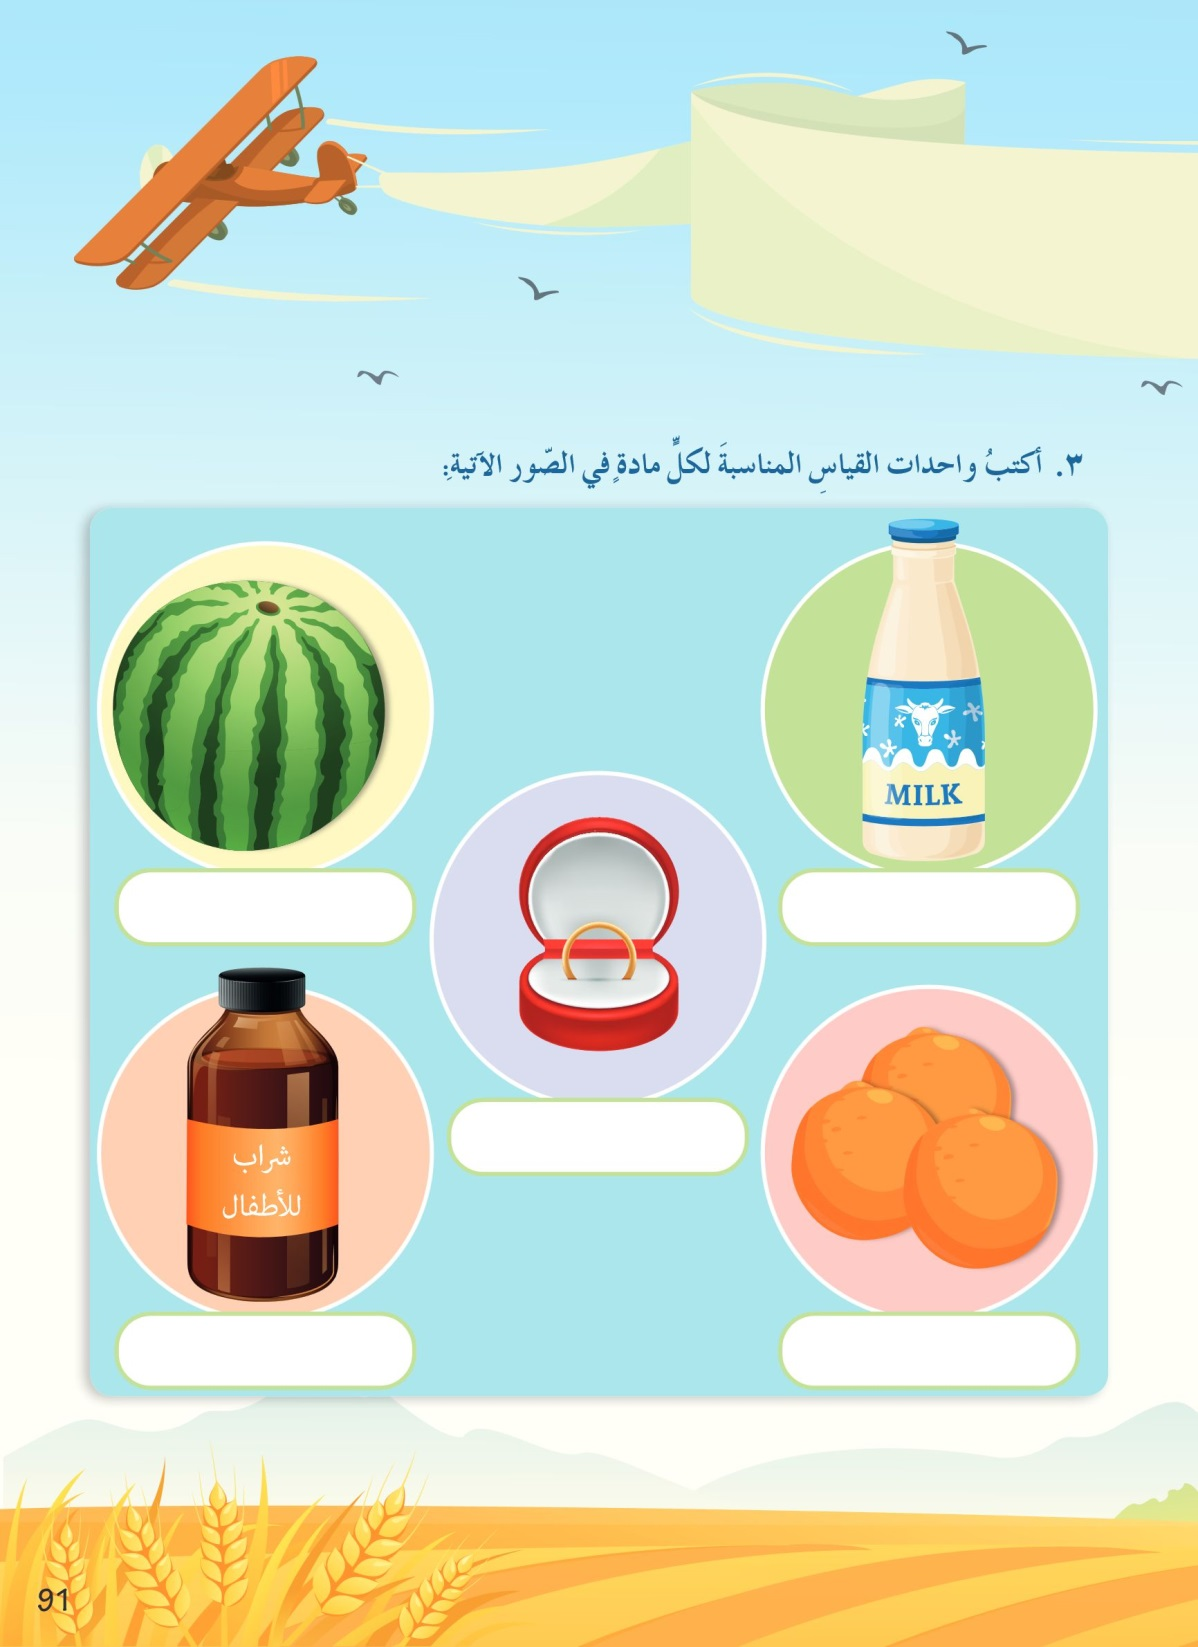 ٣. أكتبُ واحدات القياسِ المناسبةَ لكلٍّ مادةٍ في الصّور الآتيةِ:
MILK
شراب
للأطفال
91